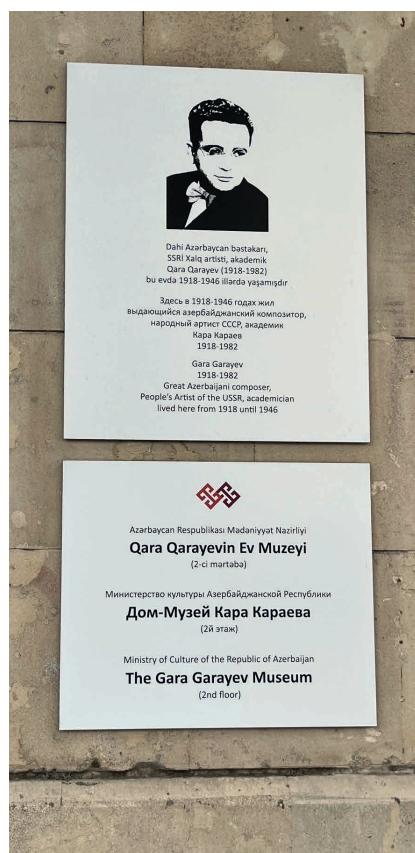 Dahi Azərbaycan bəstəkarı,
SSRİ Xalq artisti, akademik
Qara Qarayev (1918-1982)
bu evdə 1918-1946 illərdə yaşamışdır
Здесь в 1918-1946 годах жил
выдающийся азербайджанский композитор,
народный артист СССР, академик
Кара Караев
1918-1982
Gara Garayev
1918-1982
Great Azerbaijani composer,
People's Artist of the USSR, academician
lived here from 1918 until 1946
Azərbaycan Respublikası Mədəniyyət Nazirliyi
Qara Qarayevin Ev Muzeyi
(2-ci mərtəbə)
Министерство культуры Азербайджанской Республики
Дом-Музей Кара Караева
(2й этаж)
Ministry of Culture of the Republic of Azerbaijan
The Gara Garayev Museum
(2nd floor)